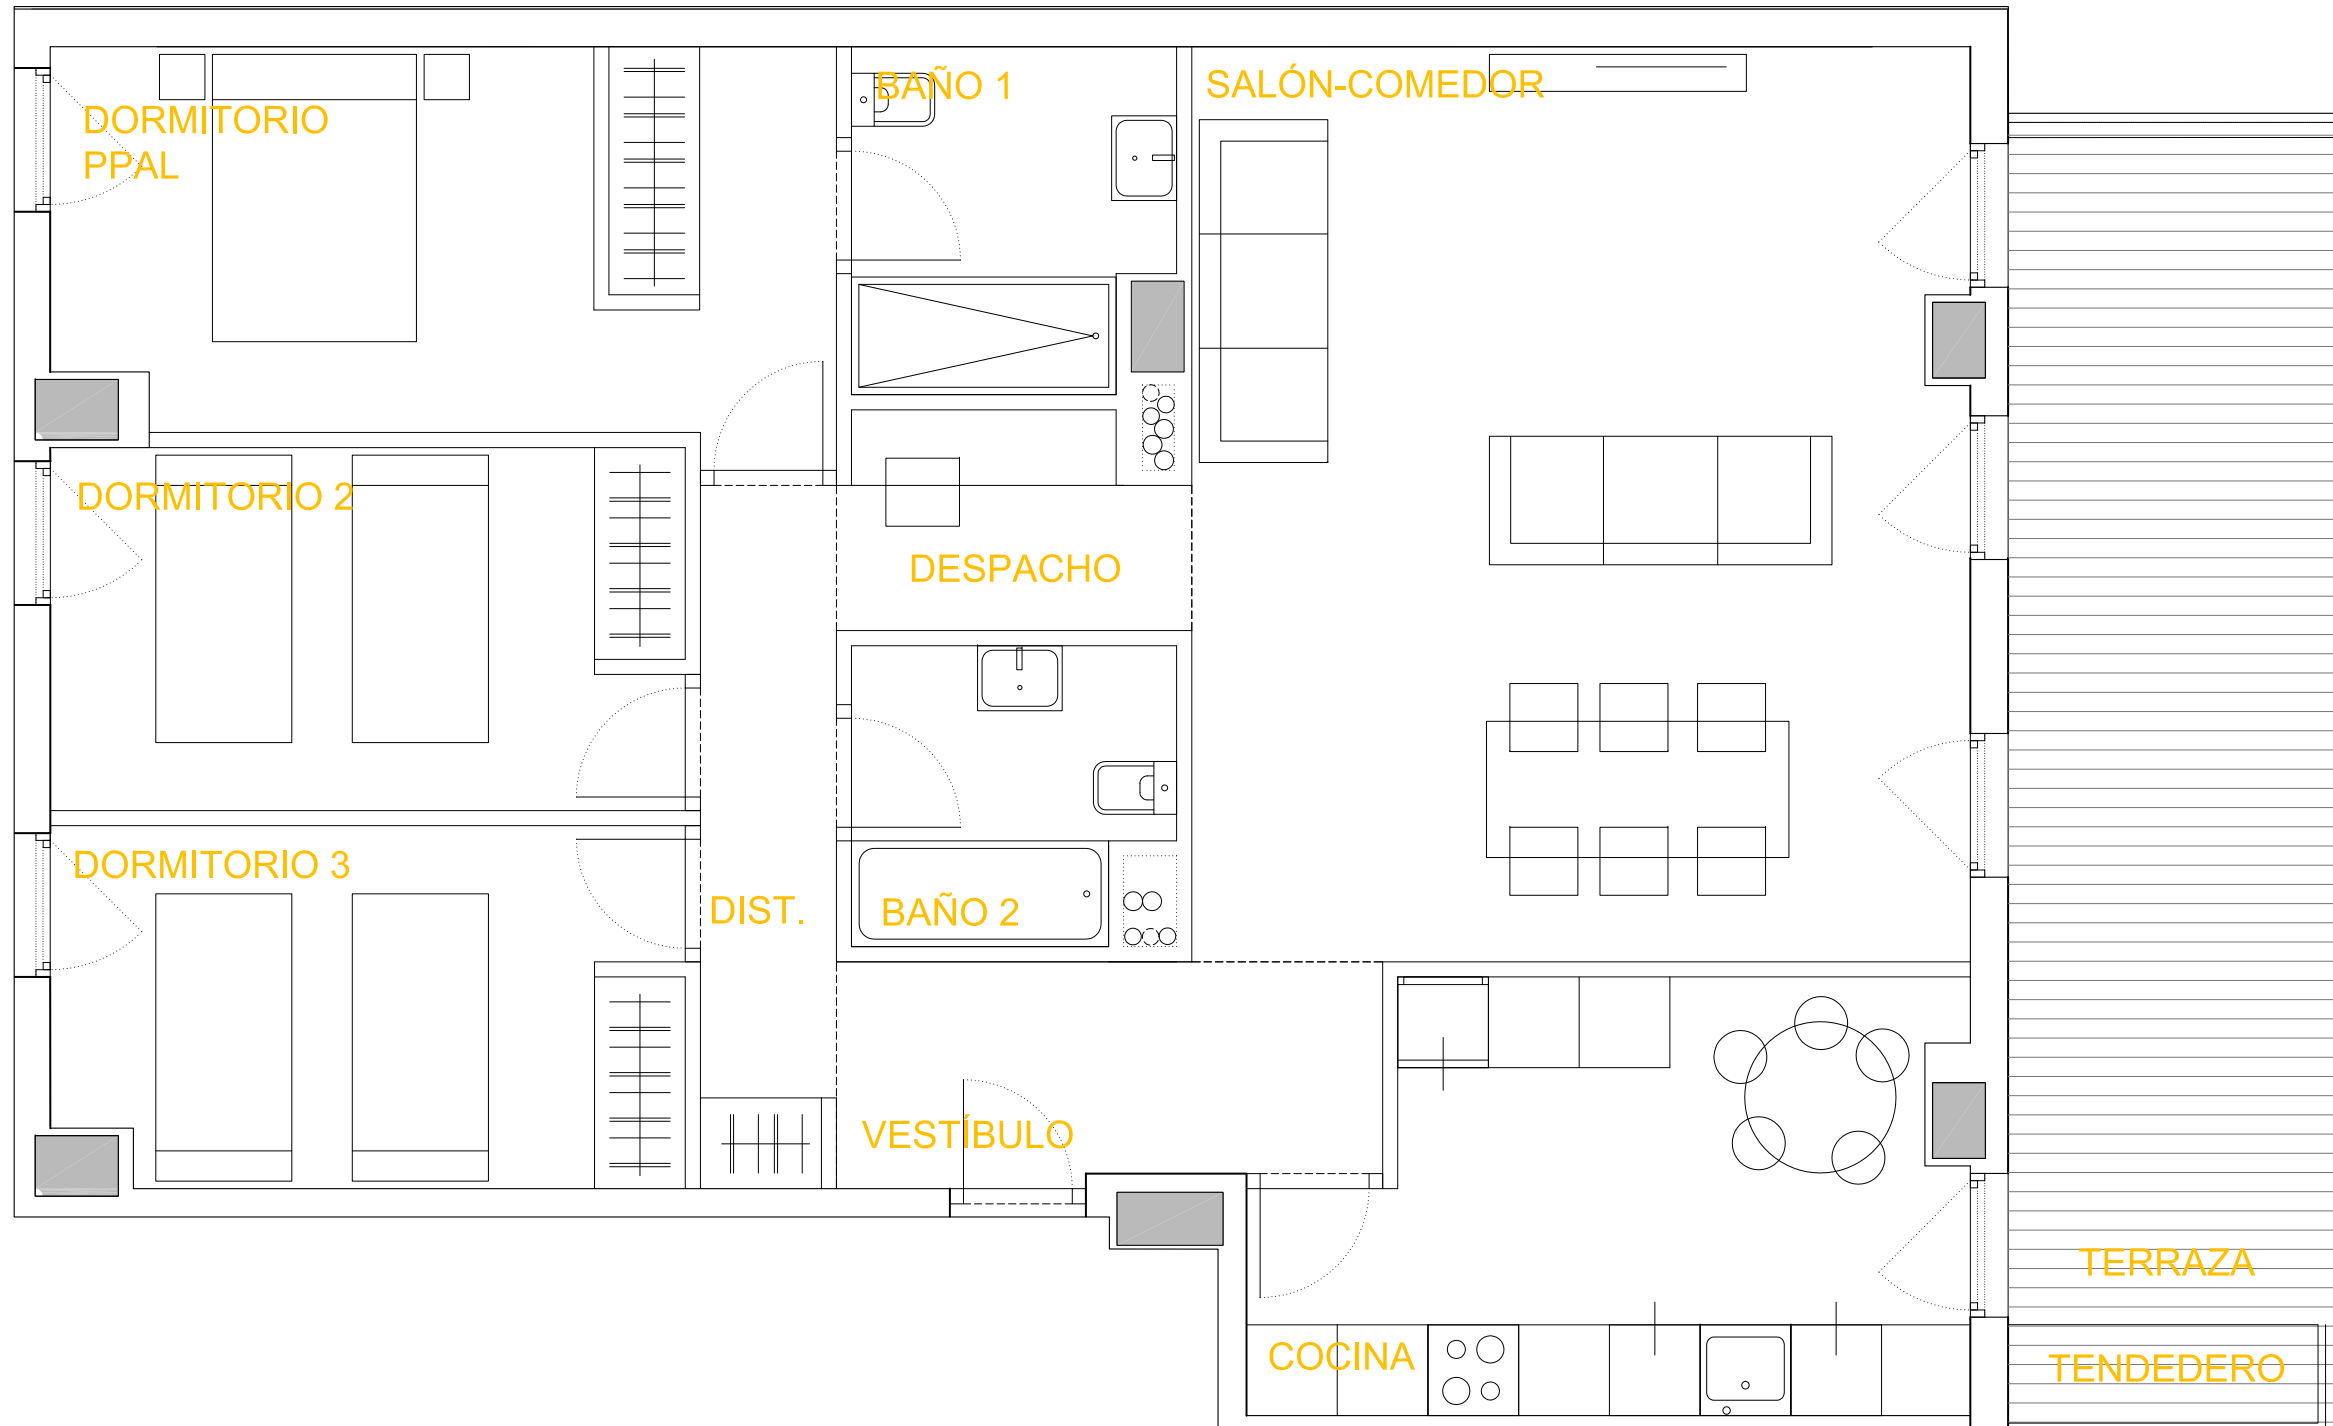 SALÓN-COMEDOR
BAÑO 1
DORMITORIO
PPAL
DORMITORIO 2
DESPACHO
DORMITORIO 3
DIST.
BAÑO 2
VESTÍBULO
TERRAZA
COCINA
TENDEDERO